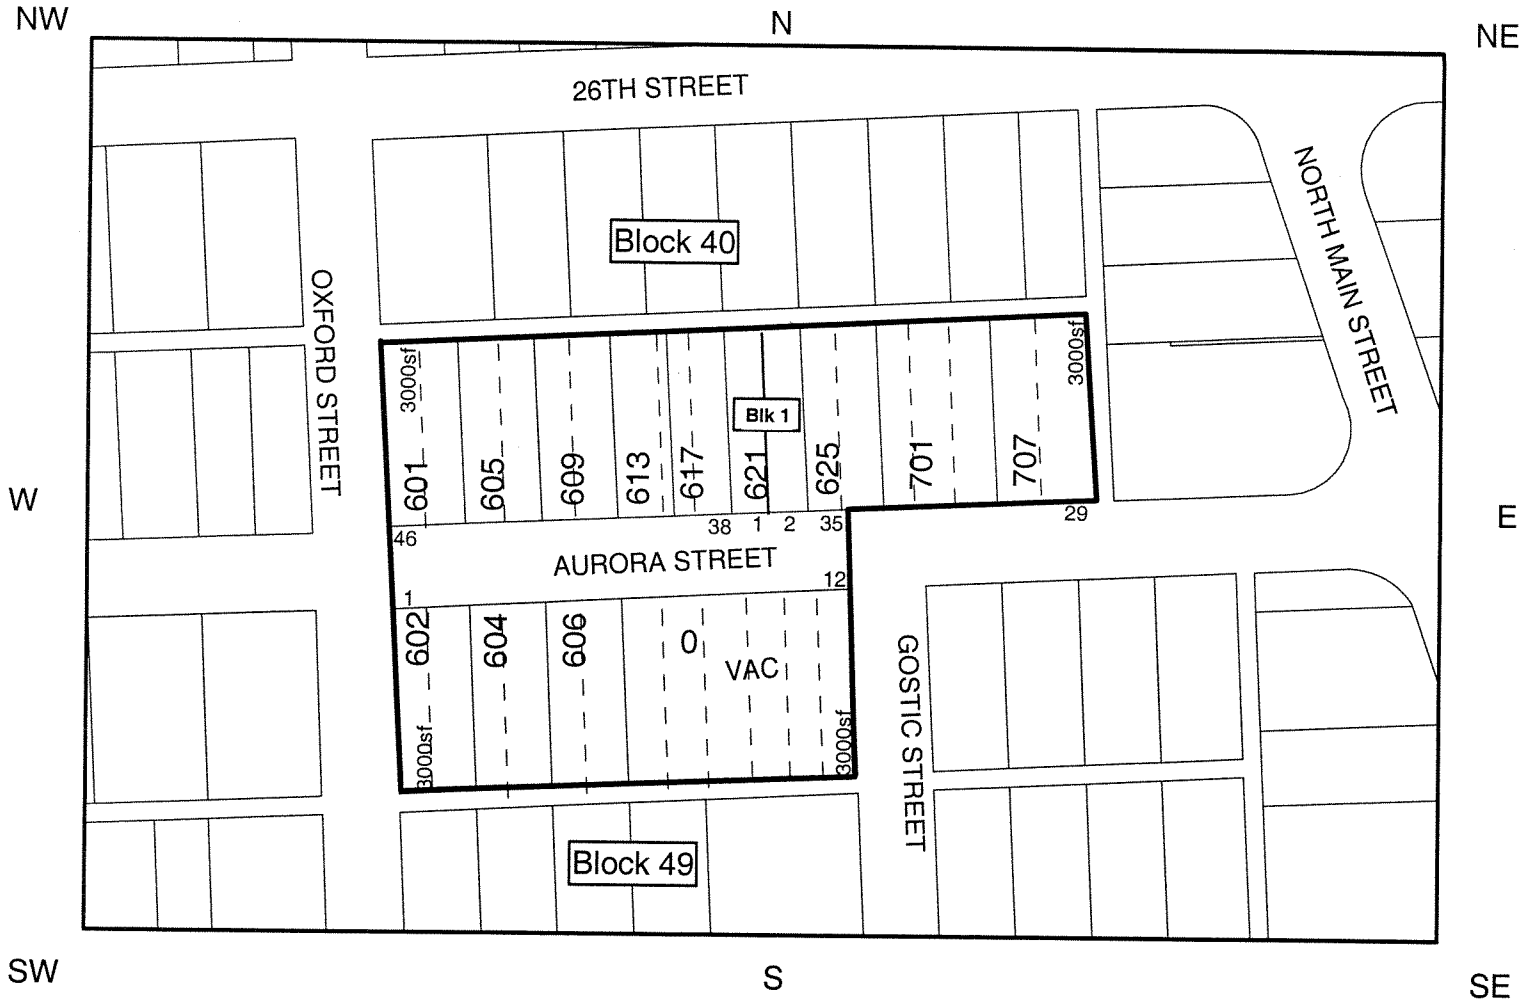 NW
N
NE
26TH STREET
NORTH MAIN STREET
Block 40
OXFORD STREET
3000sf
3000sf
Blk 1
601
605
609
613
617
621
625
701
707
46
38
1
2
35
29
W
E
AURORA STREET
1
12
602
604
606
0
VAC
3000sf
3000sf
GOSTIC STREET
Block 49
SW
S
SE